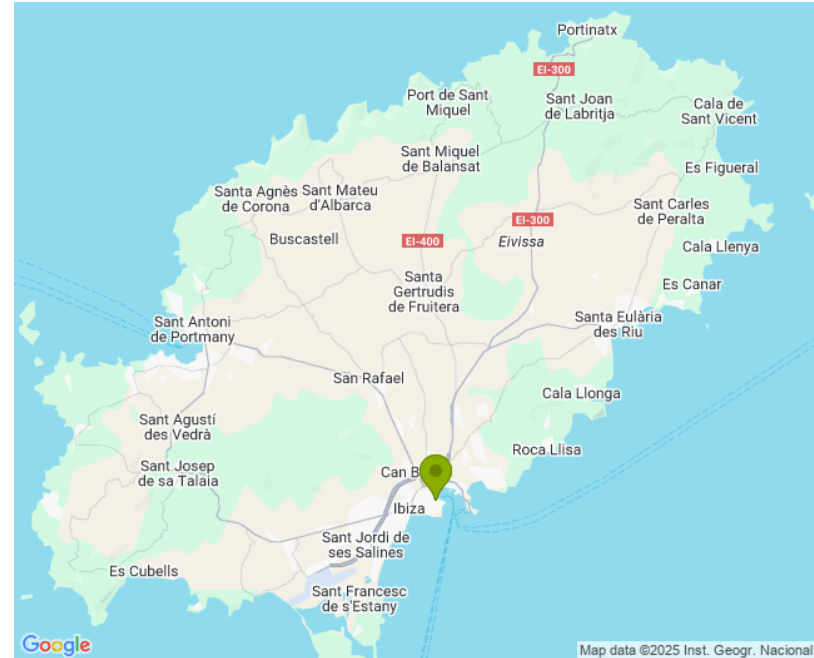 Portinatx
EI-300
Port de Sant
Miquel
Sant Joan
de Labritja
Cala de
Sant Vicent
Sant Miquel
de Balansat
Es Figueral
Santa Agnès
de Corona
Sant Mateu
d'Albarca
Sant Carles
de Peralta
EI-300
Buscastell
EI-400
Eivissa
Cala Llenya
Santa
Gertrudis
de Fruitera
Es Canar
Sant Antoni
de Portmany
Santa Eulària
des Riu
San Rafael
Cala Llonga
Sant Agustí
des Vedrà
Roca Llisa
Sant Josep
de sa Talaia
Can B
Ibiza
Sant Jordi de
ses Salines
Es Cubells
Sant Francesc
de s'Estany
Google
Map data ©2025 Inst. Geogr. Nacional